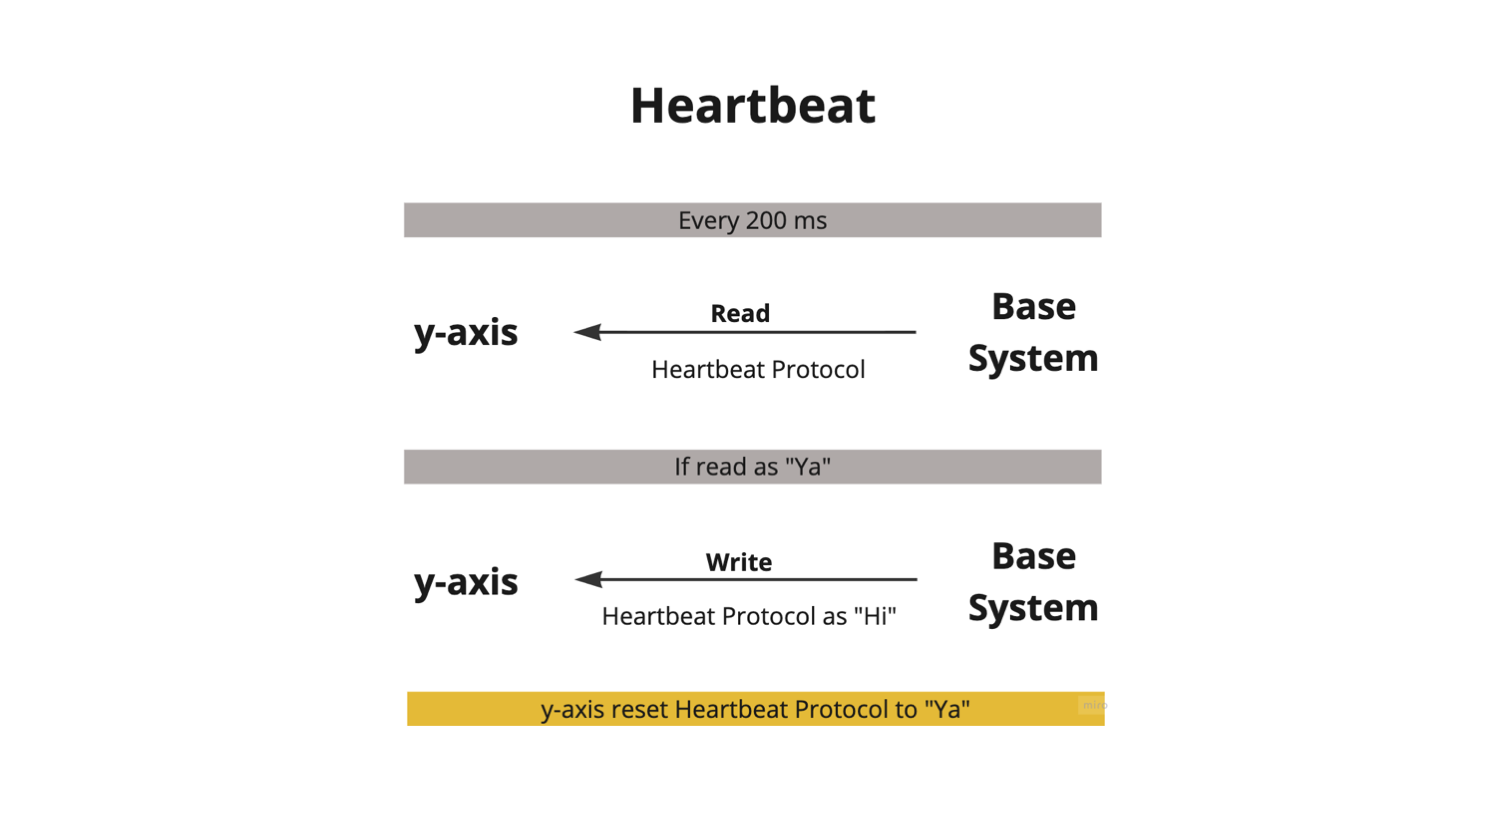 Heartbeat
Every 200 ms
y-axis
Read
Heartbeat Protocol
Base
System
If read as "Ya"
y-axis
Write
Heartbeat Protocol as "Hi"
Base
System
y-axis reset Heartbeat Protocol to "Ya"
miro